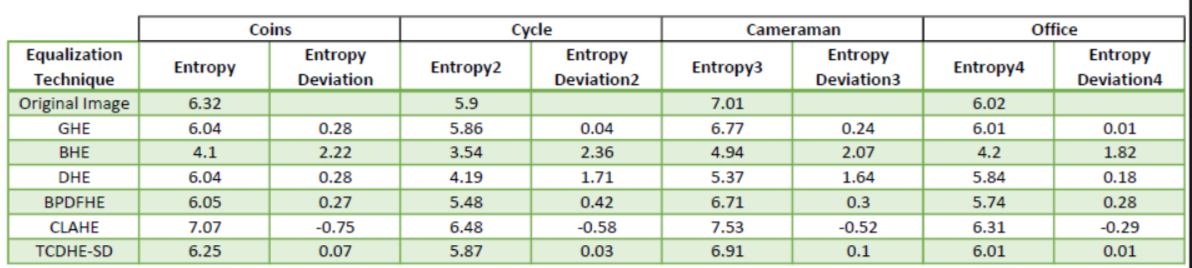 Coins Cycle Cameraman Office
Equalization Technique Entropy Entropy Deviation Entropy2 Entropy Deviation2 Entropy3 Entropy Deviation3 Entropy4 Entropy Deviation4
Original Image 6.32 5.9 7.01 6.02
GHE 6.04 0.28 5.86 0.04 6.77 0.24 6.01 0.01
BHE 4.1 2.22 3.54 2.36 4.94 2.07 4.2 1.82
DHE 6.04 0.28 4.19 1.71 5.37 1.64 5.84 0.18
BPDFHE 6.05 0.27 5.48 0.42 6.71 0.3 5.74 0.28
CLAHE 7.07 -0.75 6.48 -0.58 7.53 -0.52 6.31 -0.29
TCDHE-SD 6.25 0.07 5.87 0.03 6.91 0.1 6.01 0.01